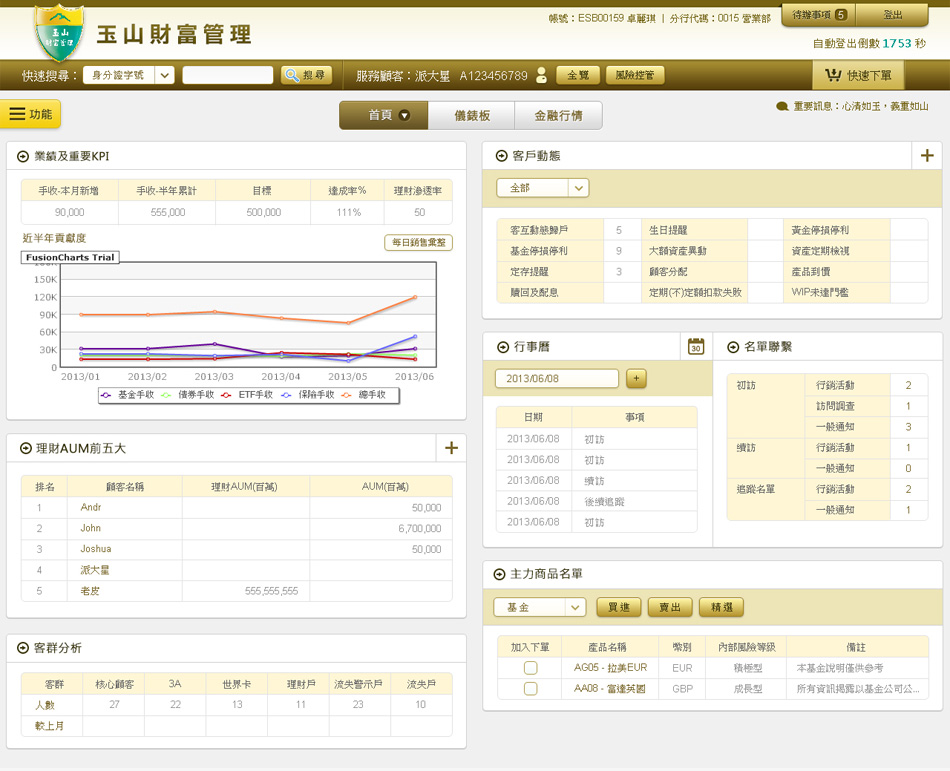 帳號：ESB00159 卓麗琪 | 分行代碼：0015 營業部
待辦事項 5
登出
玉山
財富管理
玉山財富管理
自動登出倒數 1753 秒
快速搜尋：
身分證字號
搜尋
服務顧客：派大星 A123456789
全覽
風險控管
快速下單
功能
首頁
儀錶板
金融行情
重要訊息：心清如玉，義重如山
業績及重要KPI
手收-本月新增 手收-半年累計 目標 達成率% 理財滲透率
90,000 555,000 500,000 111% 50
近半年貢獻度
每日銷售彙整
FusionCharts Trial
150K
120K
90K
60K
30K
0
2013/01 2013/02 2013/03 2013/04 2013/05 2013/06
基金手收 債券手收 ETF手收 保險手收 總手收
理財AUM前五大
排名 顧客名稱 理財AUM(百萬) AUM(百萬)
1 Andr 50,000
2 John 6,700,000
3 Joshua 50,000
4 派大星
5 老皮 555,555,555
客群分析
客群 核心顧客 3A 世界卡 理財戶 流失警示戶 流失戶
人數 27 22 13 11 23 10
較上月
客戶動態
全部
客互動態歸戶 5 生日提醒 黃金停損停利
基金停損停利 9 大額資產異動 資產定期檢視
定存提醒 3 顧客分配 產品到價
贖回及配息 定期(不)定額扣款失敗 WIP未達門檻
行事曆
30
2013/06/08
+
日期 事項
2013/06/08 初訪
2013/06/08 初訪
2013/06/08 續訪
2013/06/08 後續追蹤
2013/06/08 初訪
名單聯繫
初訪 行銷活動 2
訪問調查 1
一般通知 3
續訪 行銷活動 1
一般通知 0
追蹤名單 行銷活動 2
一般通知 1
主力商品名單
基金
買進
賣出
精選
加入下單 產品名稱 幣別 內部風險等級 備註
AG05 - 拉美EUR EUR 積極型 本基金說明僅供參考
AA08 - 富達英國 GBP 成長型 所有資訊揭露以基金公司公...